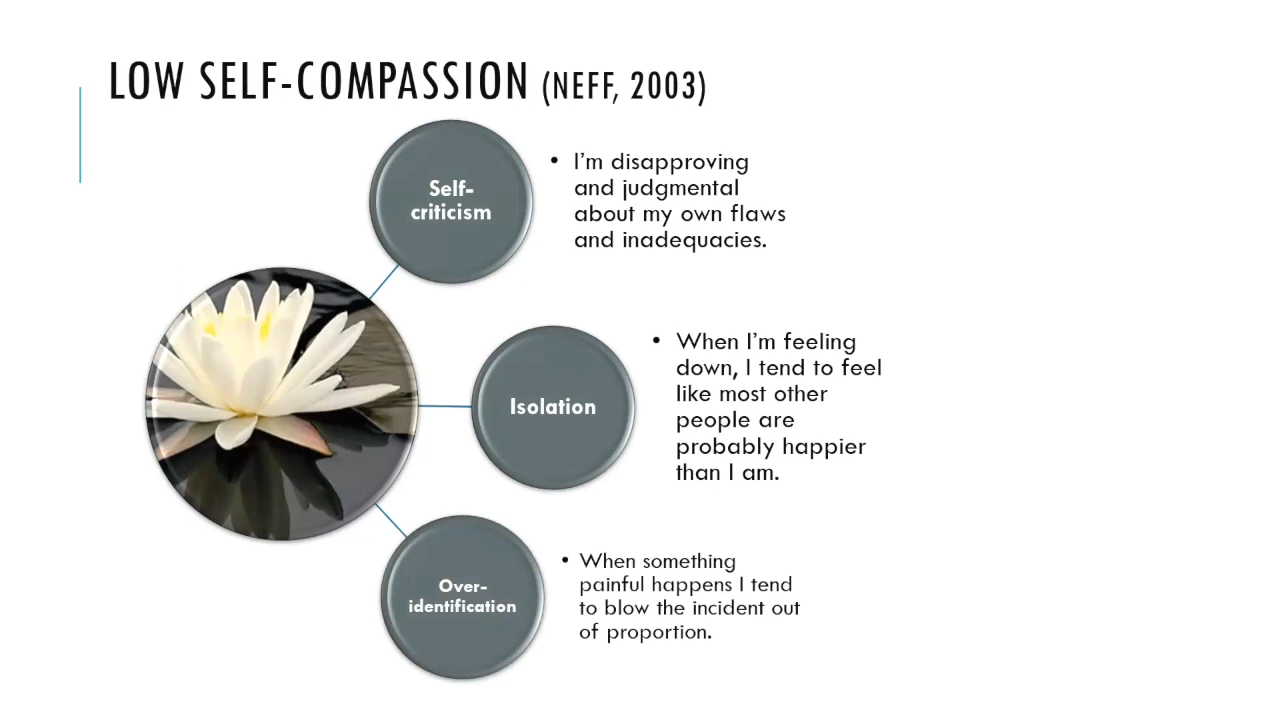 LOW SELF-COMPASSION (NEFF, 2003)
Self-
criticism
• I'm disapproving
and judgmental
about my own flaws
and inadequacies.
Isolation
• When I'm feeling
down, I tend to feel
like most other
people are
probably happier
than I am.
Over-
identification
• When something
painful happens I tend
to blow the incident out
of proportion.